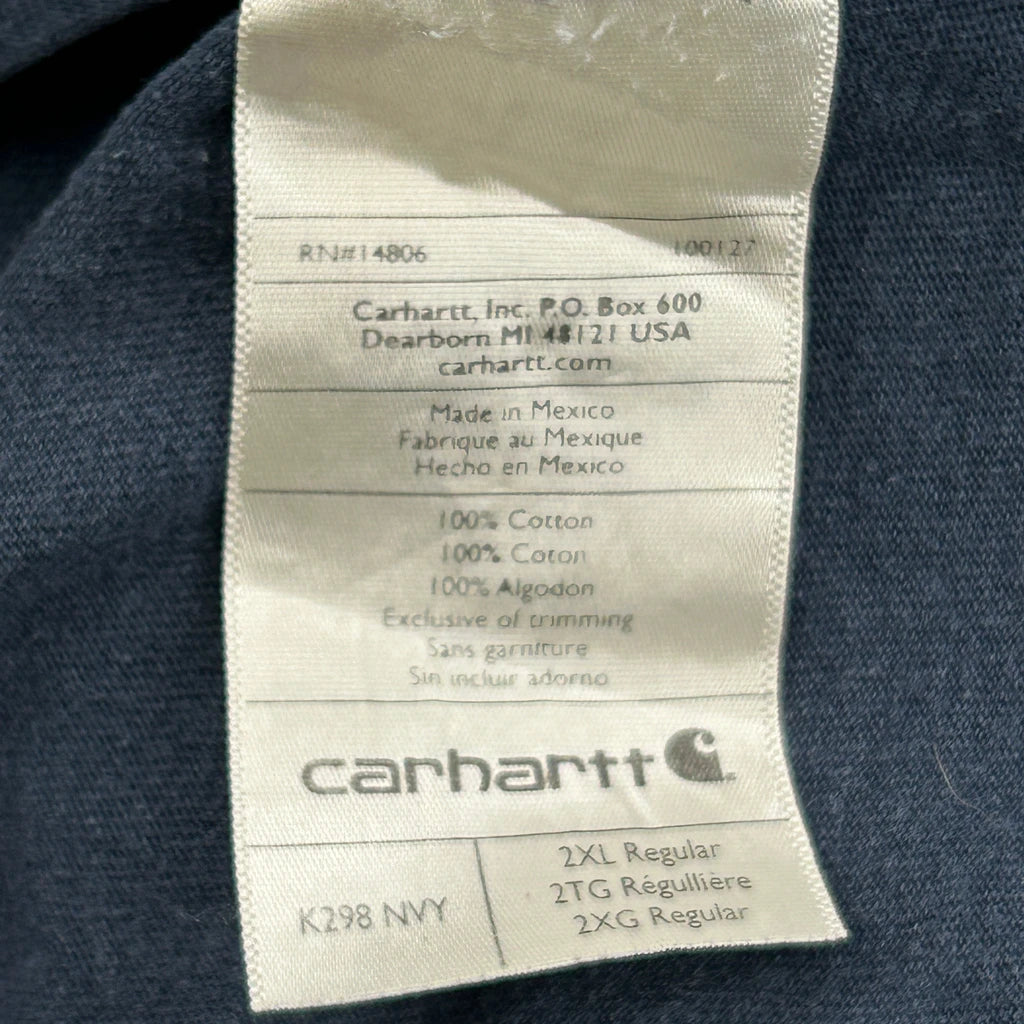 RN#14806 100127
Carhartt, Inc. P.O. Box 600
Dearborn MI 48121 USA
carhartt.com
Made in Mexico
Fabrique au Mexique
Hecho en Mexico
100% Cotton
100% Coton
100% Algodon
Exclusive of trimming
Sans garniture
Sin incluir adorno
carhartt
K298 NVY
2XL Regular
2TG Régullière
2XG Regular